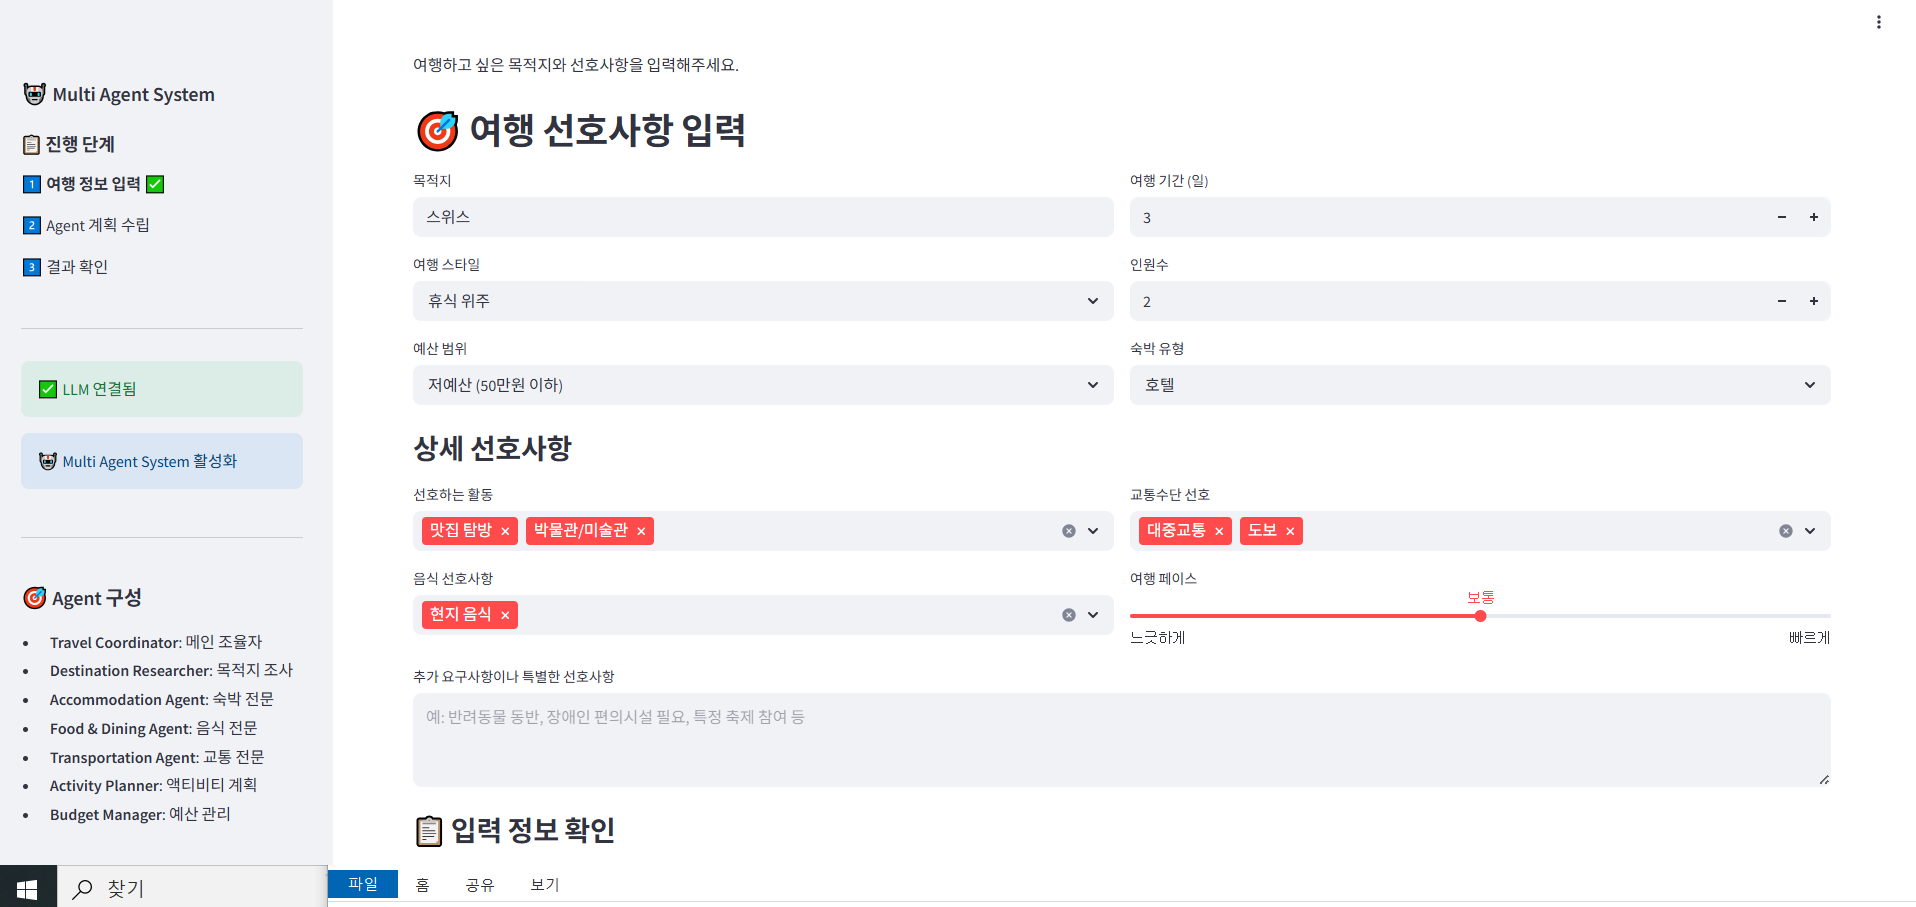 Multi Agent System
진행 단계
1 여행 정보 입력
2 Agent 계획 수립
3 결과 확인
LLM 연결됨
Multi Agent System 활성화
Agent 구성
Travel Coordinator: 메인 조율자
Destination Researcher: 목적지 조사
Accommodation Agent: 숙박 전문
Food & Dining Agent: 음식 전문
Transportation Agent: 교통 전문
Activity Planner: 액티비티 계획
Budget Manager: 예산 관리
여행하고 싶은 목적지와 선호사항을 입력해주세요.
여행 선호사항 입력
목적지
스위스
여행 기간 (일)
3
여행 스타일
휴식 위주
인원수
2
예산 범위
저예산 (50만원 이하)
숙박 유형
호텔
상세 선호사항
선호하는 활동
맛집 탐방 × 박물관/미술관 ×
교통수단 선호
대중교통 × 도보 ×
음식 선호사항
현지 음식 ×
여행 페이스
보통
느긋하게 빠르게
추가 요구사항이나 특별한 선호사항
예: 반려동물 동반, 장애인 편의시설 필요, 특정 축제 참여 등
입력 정보 확인
찾기
파일 홈 공유 보기